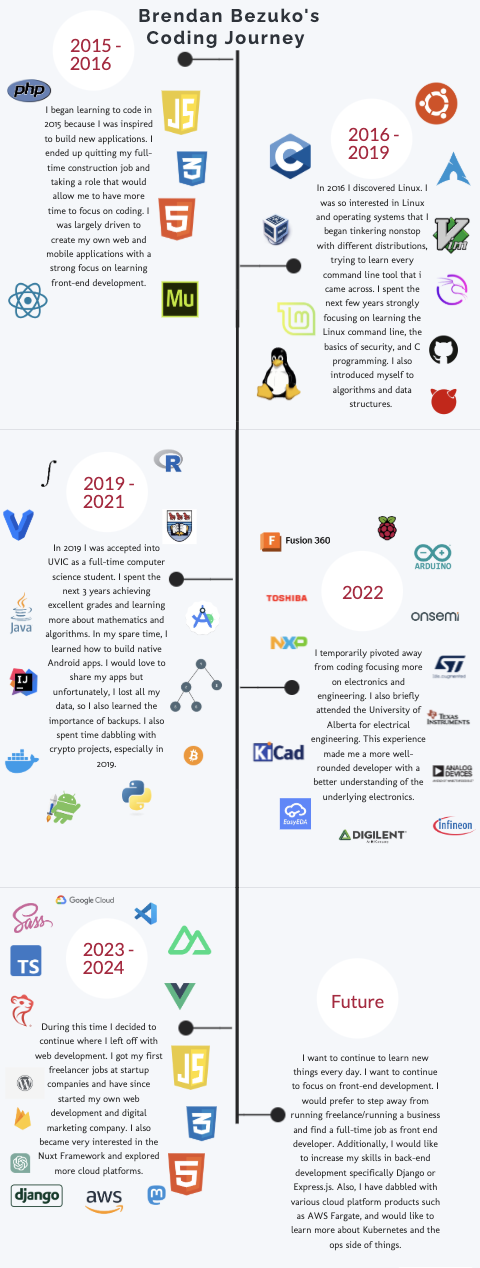 Brendan Bezuko's
Coding Journey
2015 -
2016
php
JS
I began learning to code in
2015 because I was inspired
to build new applications. I
ended up quitting my full-
time construction job and
taking a role that would
allow me to have more
time to focus on coding. I
was largely driven to
create my own web and
mobile applications with a
strong focus on learning
front-end development.
3
5
Mu
2016 -
2019
C
In 2016 I discovered Linux. I
was so interested in Linux
and operating systems that I
began tinkering nonstop
with different distributions,
trying to learn every
command line tool that i
came across. I spent the
next few years strongly
focusing on learning the
Linux command line, the
basics of security, and C
programming. I also
introduced myself to
algorithms and data
structures.
Vim
2019 -
2021
∫
R
In 2019 I was accepted into
UVIC as a full-time computer
science student. I spent the
next 3 years achieving
excellent grades and learning
more about mathematics and
algorithms. In my spare time, I
learned how to build native
Android apps. I would love to
share my apps but
unfortunately, I lost all my
data, so I also learned the
importance of backups. I also
spent time dabbling with
crypto projects, especially in
2019.
Java
IJ
2022
Fusion 360
F
ARDUINO
TOSHIBA
onsemi
NXP
I temporarily pivoted away
from coding focusing more
on electronics and
engineering. I also briefly
attended the University of
Alberta for electrical
engineering. This experience
made me a more well-
rounded developer with a
better understanding of the
underlying electronics.
ST
life.augmented
TEXAS
INSTRUMENTS
KiCad
ANALOG
DEVICES
EasyEDA
DIGILENT
infineon
Google Cloud
2023 -
2024
Sass
TS
During this time I decided to
continue where I left off with
web development. I got my first
freelancer jobs at startup
companies and have since
started my own web
development and digital
marketing company. I also
became very interested in the
Nuxt Framework and explored
more cloud platforms.
JS
3
5
django
aws
Future
I want to continue to learn new
things every day. I want to continue
to focus on front-end development. I
would prefer to step away from
running freelance/running a business
and find a full-time job as front end
developer. Additionally, I would like
to increase my skills in back-end
development specifically Django or
Express.js. Also, I have dabbled with
various cloud platform products such
as AWS Fargate, and would like to
learn more about Kubernetes and the
ops side of things.